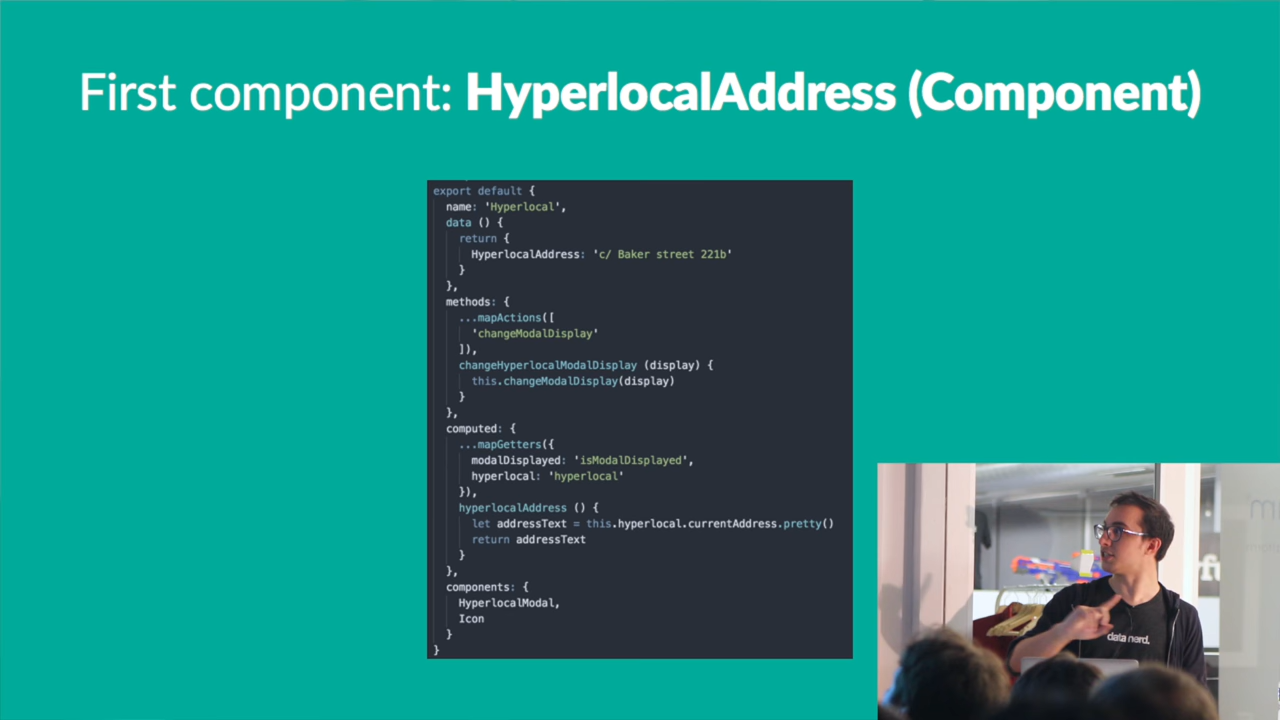 First component: HyperlocalAddress (Component)
export default {
name: 'Hyperlocal',
data () {
return {
HyperlocalAddress: 'c/ Baker street 221b'
}
},
methods: {
...mapActions([
'changeModalDisplay'
]),
changeHyperlocalModalDisplay (display) {
this.changeModalDisplay(display)
}
},
computed: {
...mapGetters({
modalDisplayed: 'isModalDisplayed',
hyperlocal: 'hyperlocal'
}),
hyperlocalAddress () {
let addressText = this.hyperlocal.currentAddress.pretty()
return addressText
}
},
components: {
HyperlocalModal,
Icon
}
}
data nerd.